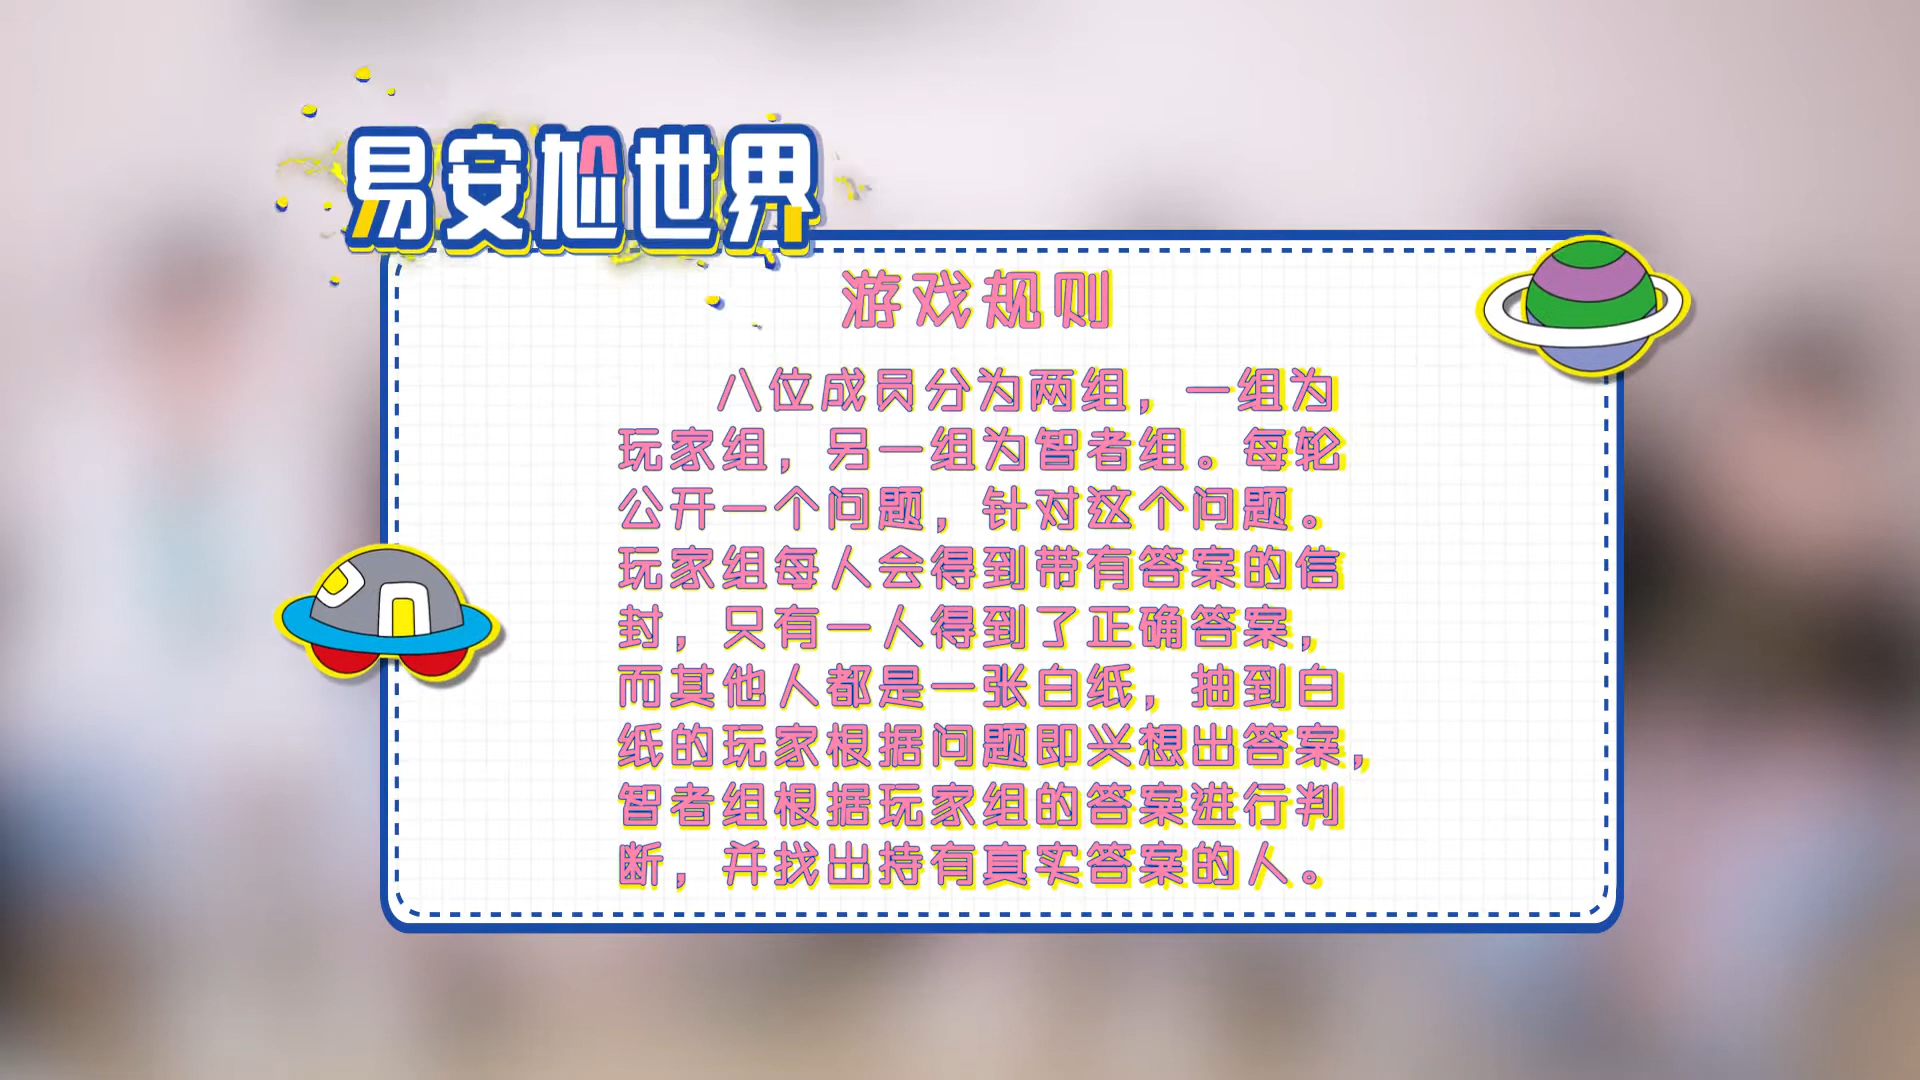 易安尬世界
游戏规则
八位成员分为两组，一组为
玩家组，另一组为智者组。每轮
公开一个问题，针对这个问题。
玩家组每人会得到带有答案的信
封，只有一人得到了正确答案，
而其他人都是一张白纸，抽到白
纸的玩家根据问题即兴想出答案，
智者组根据玩家组的答案进行判
断，并找出持有真实答案的人。